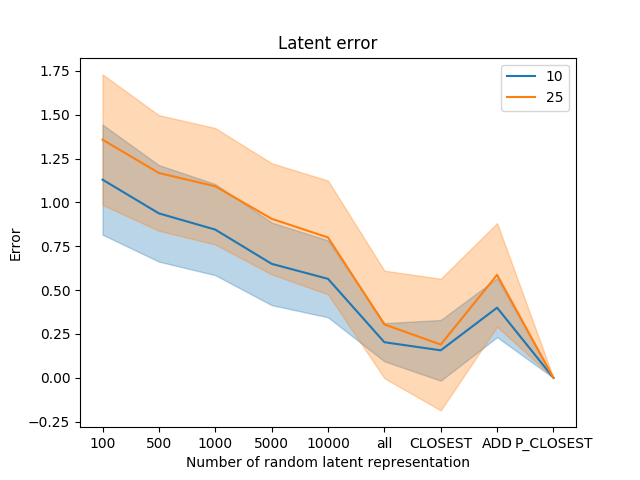 Latent error
10
25
Error
1.75
1.50
1.25
1.00
0.75
0.50
0.25
0.00
−0.25
100 500 1000 5000 10000 all CLOSEST ADD P_CLOSEST
Number of random latent representation